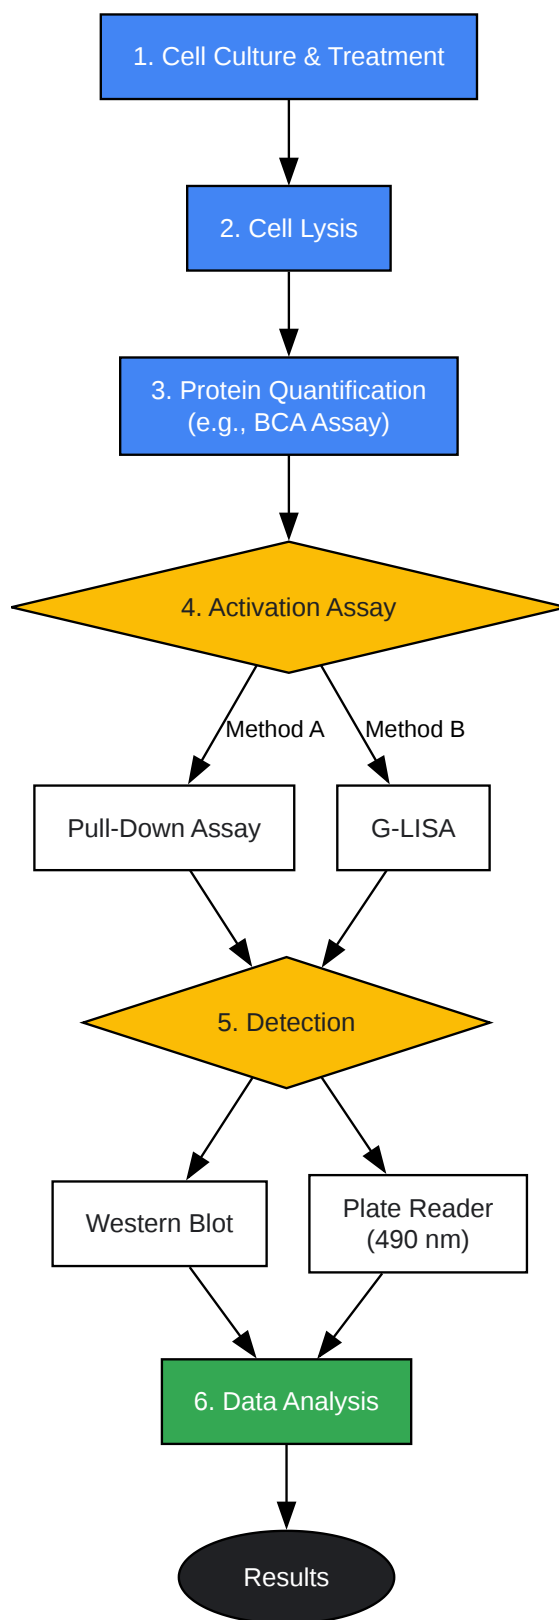 1. Cell Culture & Treatment
2. Cell Lysis
3. Protein Quantification
(e.g., BCA Assay)
4. Activation Assay
Method A
Method B
Pull-Down Assay
G-LISA
5. Detection
Western Blot
Plate Reader
(490 nm)
6. Data Analysis
Results